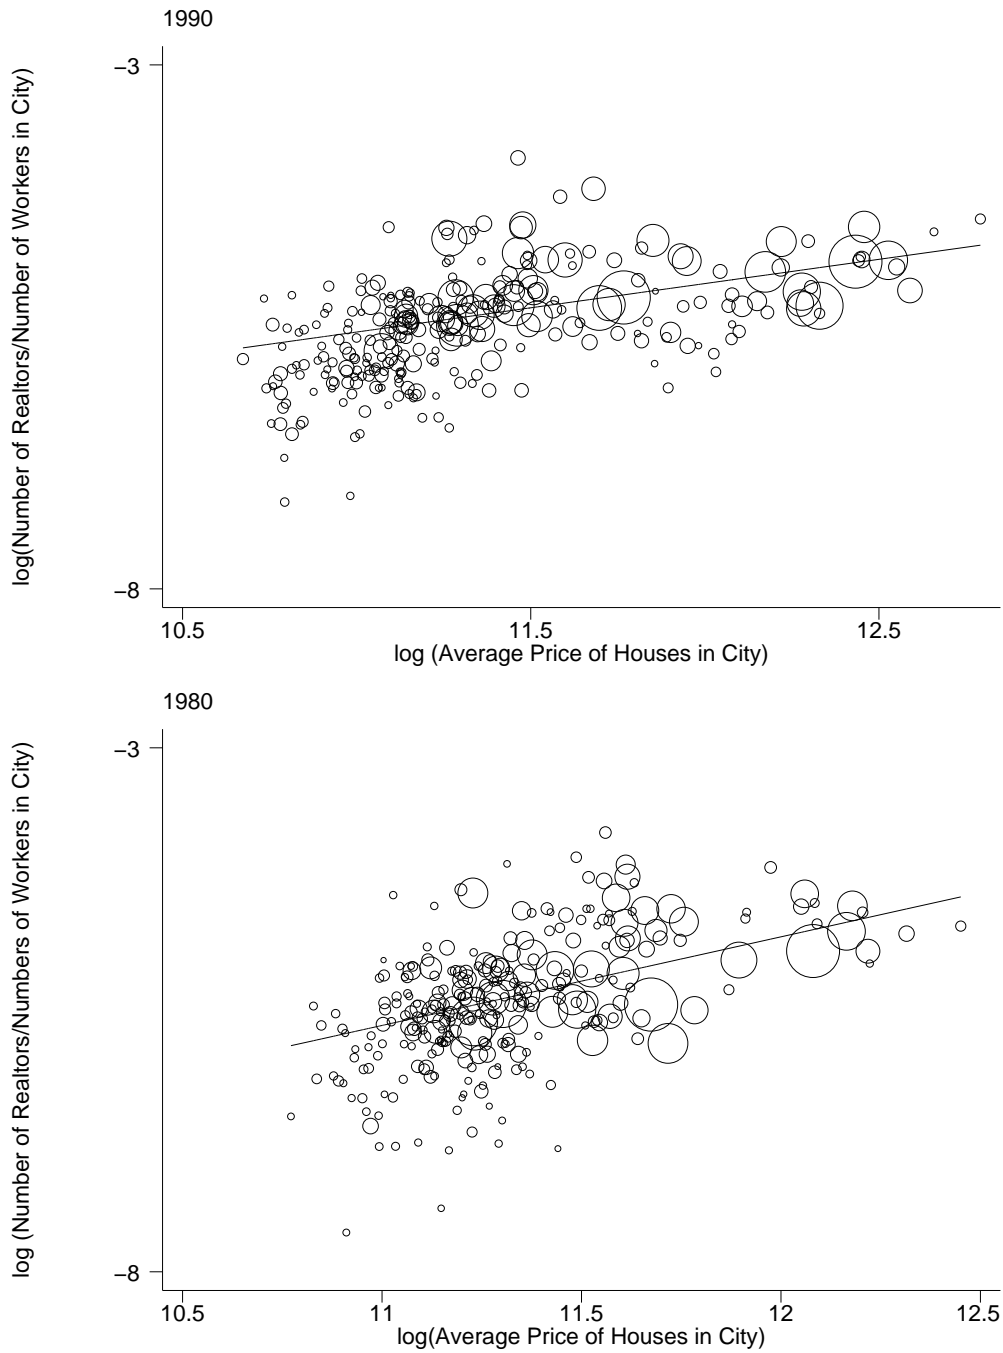 1990
−3
log(Number of Realtors/Number of Workers in City)
−8
10.5 11.5 12.5
log (Average Price of Houses in City)
1980
−3
log (Number of Realtors/Numbers of Workers in City)
−8
10.5 11 11.5 12 12.5
log(Average Price of Houses in City)